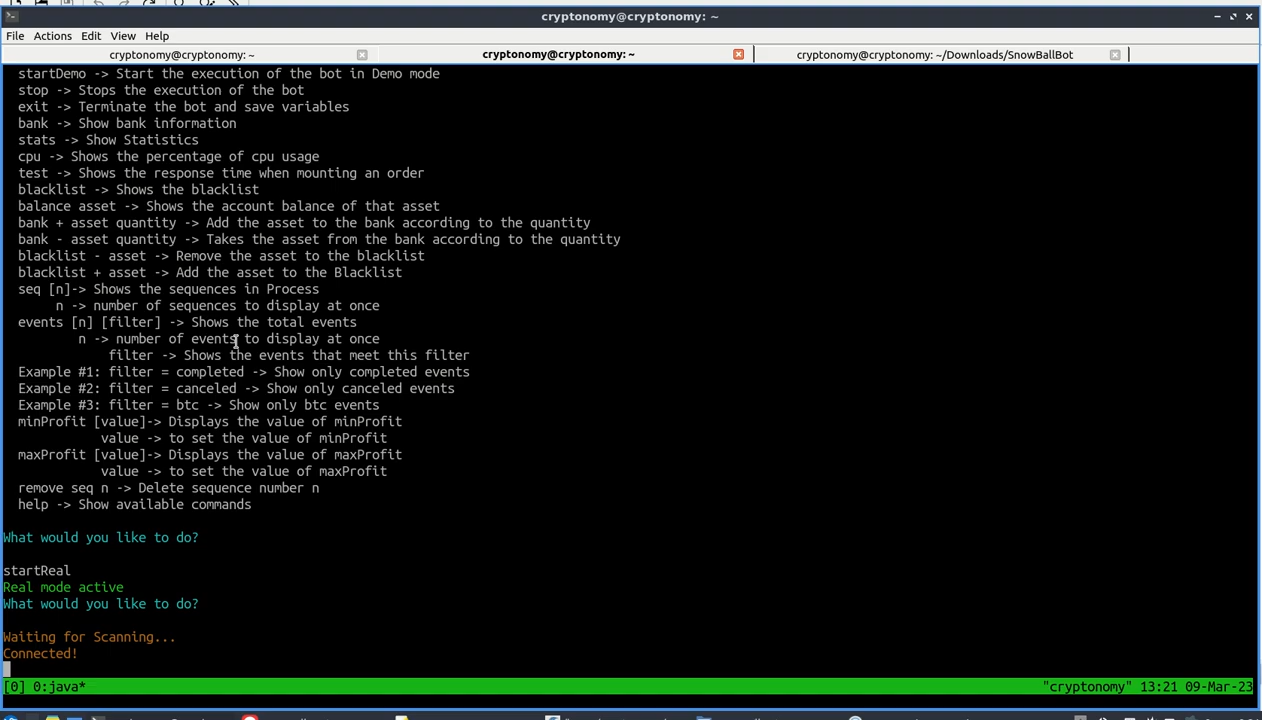 cryptonomy@cryptonomy: ~
File Actions Edit View Help
cryptonomy@cryptonomy: ~ cryptonomy@cryptonomy: ~ cryptonomy@cryptonomy: ~/Downloads/SnowBallBot
startDemo -> Start the execution of the bot in Demo mode
stop -> Stops the execution of the bot
exit -> Terminate the bot and save variables
bank -> Show bank information
stats -> Show Statistics
cpu -> Shows the percentage of cpu usage
test -> Shows the response time when mounting an order
blacklist -> Shows the blacklist
balance asset -> Shows the account balance of that asset
bank + asset quantity -> Add the asset to the bank according to the quantity
bank - asset quantity -> Takes the asset from the bank according to the quantity
blacklist - asset -> Remove the asset to the blacklist
blacklist + asset -> Add the asset to the Blacklist
seq [n]-> Shows the sequences in Process
n -> number of sequences to display at once
events [n] [filter] -> Shows the total events
n -> number of events to display at once
filter -> Shows the events that meet this filter
Example #1: filter = completed -> Show only completed events
Example #2: filter = canceled -> Show only canceled events
Example #3: filter = btc -> Show only btc events
minProfit [value]-> Displays the value of minProfit
value -> to set the value of minProfit
maxProfit [value]-> Displays the value of maxProfit
value -> to set the value of maxProfit
remove seq n -> Delete sequence number n
help -> Show available commands
What would you like to do?
startReal
Real mode active
What would you like to do?
Waiting for Scanning...
Connected!
[0] 0:java* "cryptonomy" 13:21 09-Mar-23